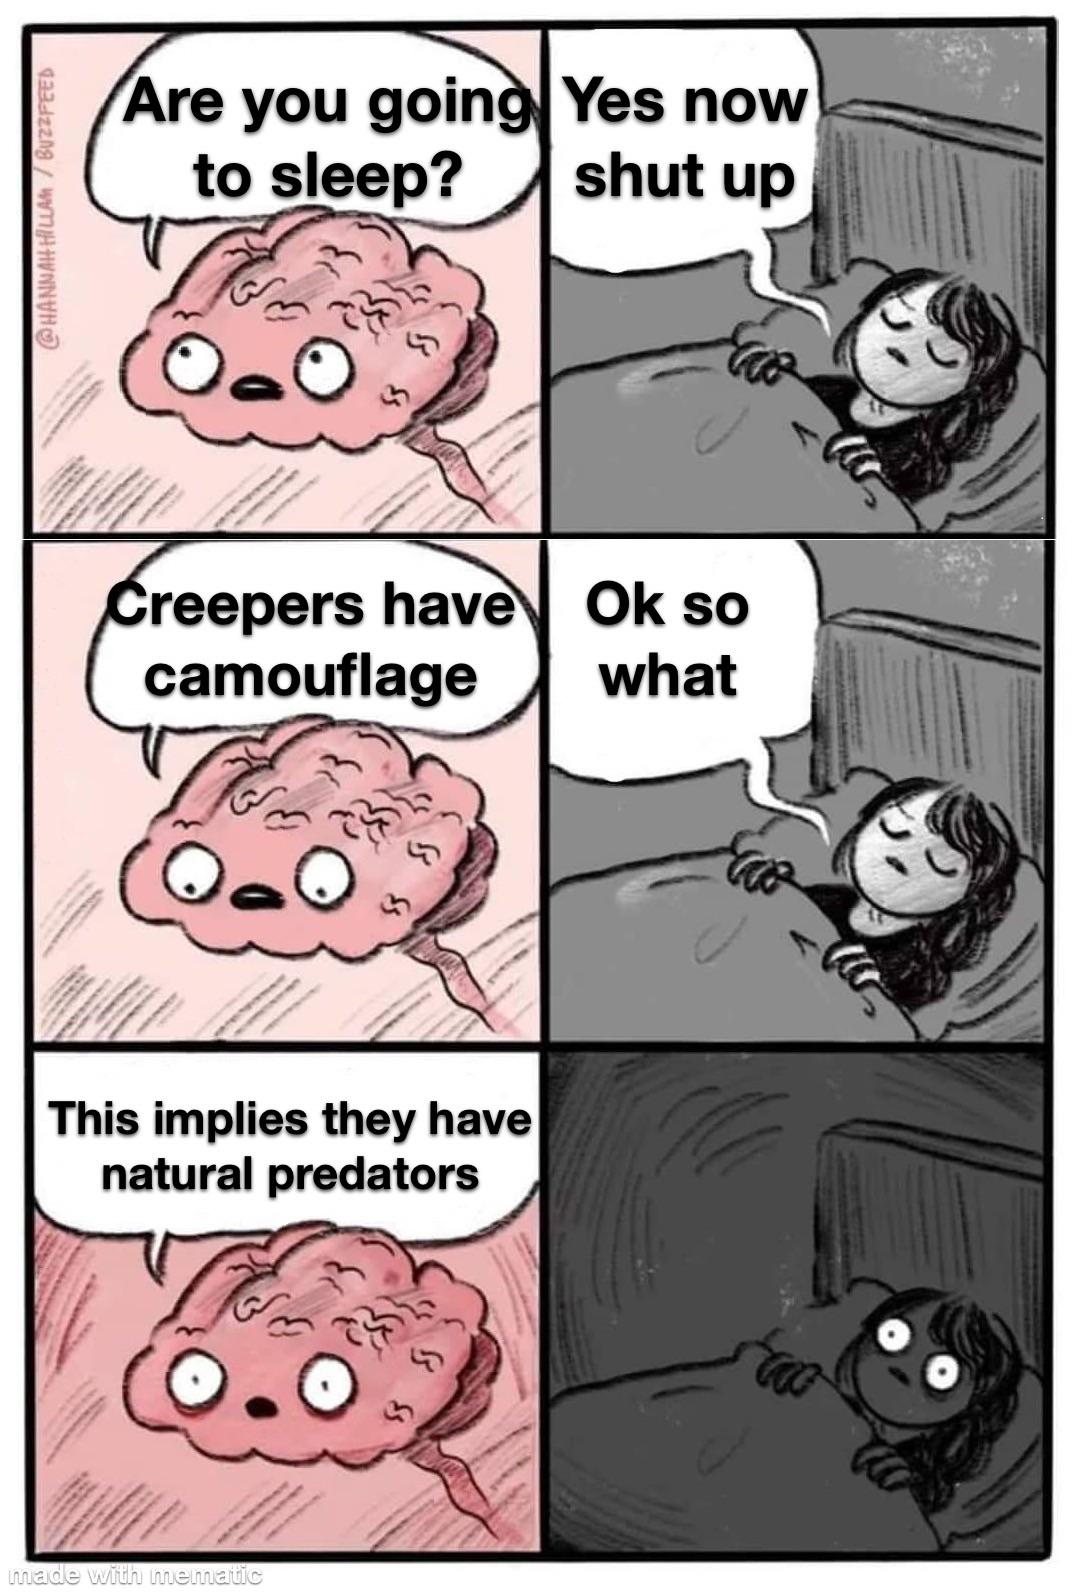 @HANNAHHILLAM / BUZZFEED
Are you going
to sleep?
Yes now
shut up
Creepers have
camouflage
Ok so
what
This implies they have
natural predators
made with mematic